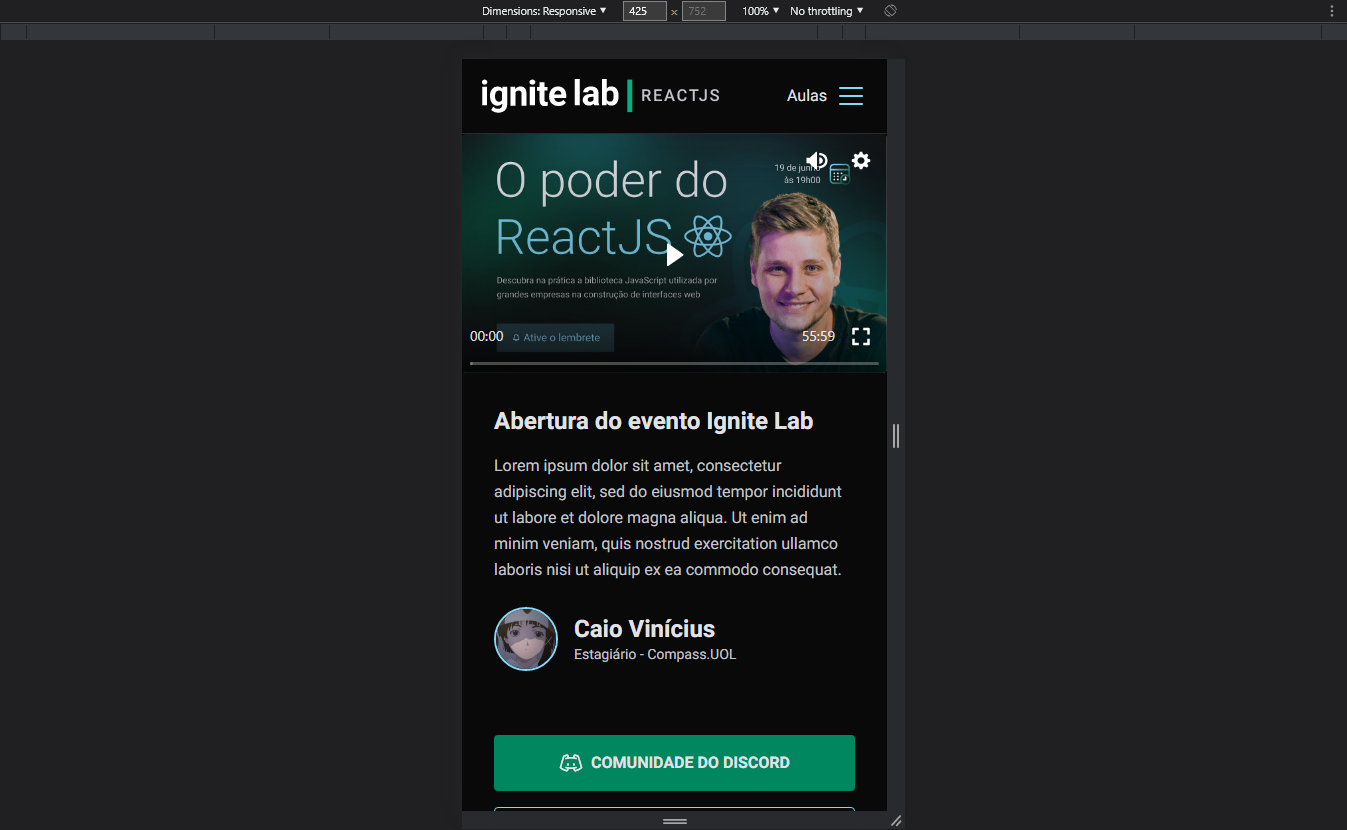 Dimensions: Responsive ▼ 425 × 752 100% ▼ No throttling ▼
ignite lab | REACTJS Aulas
O poder do
ReactJS
19 de junho
às 19h00
Descubra na prática a biblioteca JavaScript utilizada por
grandes empresas na construção de interfaces web
Ative o lembrete
00:00 55:59
Abertura do evento Ignite Lab
Lorem ipsum dolor sit amet, consectetur
adipiscing elit, sed do eiusmod tempor incididunt
ut labore et dolore magna aliqua. Ut enim ad
minim veniam, quis nostrud exercitation ullamco
laboris nisi ut aliquip ex ea commodo consequat.
Caio Vinícius
Estagiário - Compass.UOL
COMUNIDADE DO DISCORD